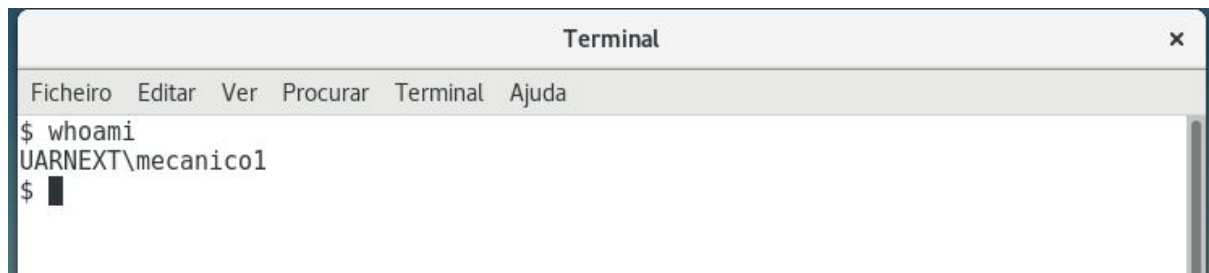 Terminal ×
Ficheiro Editar Ver Procurar Terminal Ajuda
$ whoami
UARNEXT\mecanico1
$